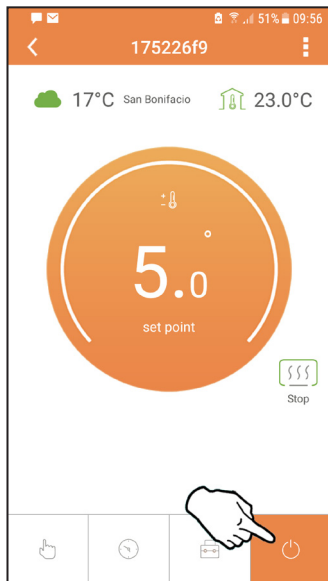 51% 09:56
175226f9
17°C San Bonifacio 23.0°C
5.0°
set point
Stop